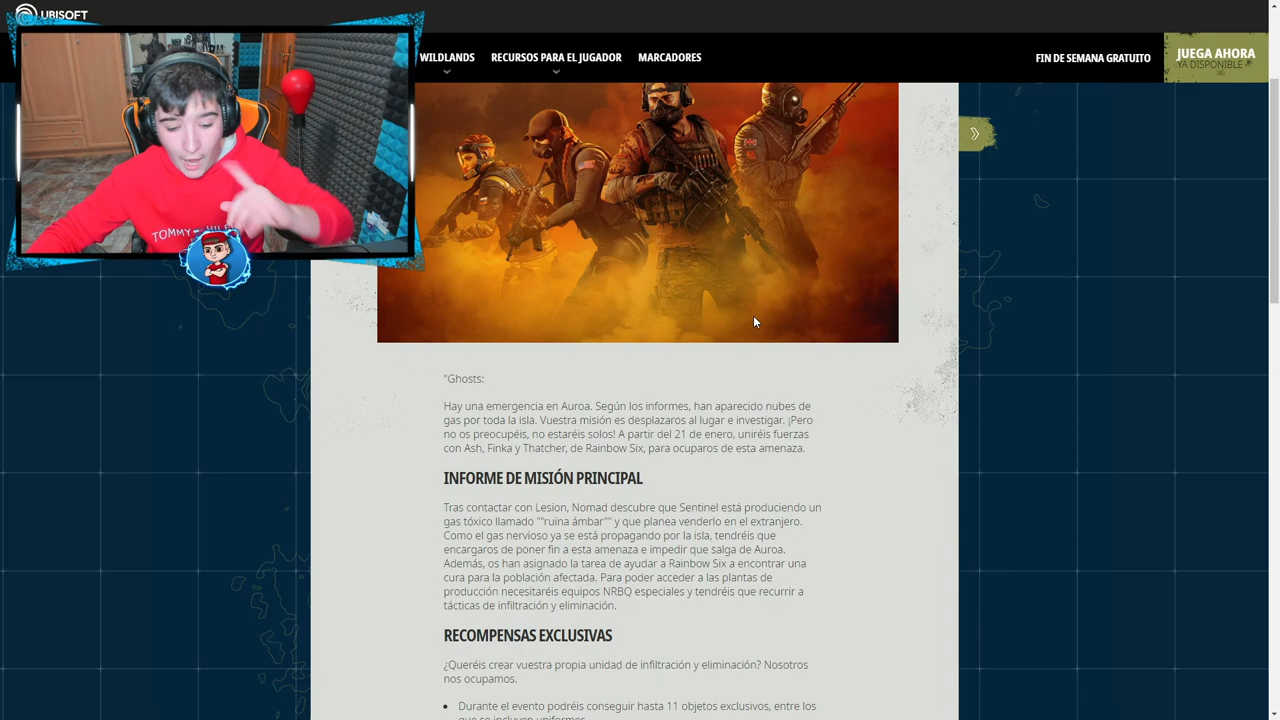 UBISOFT
WILDLANDS
RECURSOS PARA EL JUGADOR
MARCADORES
FIN DE SEMANA GRATUITO
JUEGA AHORA
YA DISPONIBLE
TOMMY
"Ghosts:
Hay una emergencia en Auroa. Según los informes, han aparecido nubes de
gas por toda la isla. Vuestra misión es desplazaros al lugar e investigar. ¡Pero
no os preocupéis, no estaréis solos! A partir del 21 de enero, uniréis fuerzas
con Ash, Finka y Thatcher, de Rainbow Six, para ocuparos de esta amenaza.
INFORME DE MISIÓN PRINCIPAL
Tras contactar con Lesion, Nomad descubre que Sentinel está produciendo un
gas tóxico llamado ""ruina ámbar"" y que planea venderlo en el extranjero.
Como el gas nervioso ya se está propagando por la isla, tendréis que
encargaros de poner fin a esta amenaza e impedir que salga de Auroa.
Además, os han asignado la tarea de ayudar a Rainbow Six a encontrar una
cura para la población afectada. Para poder acceder a las plantas de
producción necesitaréis equipos NRBQ especiales y tendréis que recurrir a
tácticas de infiltración y eliminación.
RECOMPENSAS EXCLUSIVAS
¿Queréis crear vuestra propia unidad de infiltración y eliminación? Nosotros
nos ocupamos.
Durante el evento podréis conseguir hasta 11 objetos exclusivos, entre los
que se incluyen uniformes